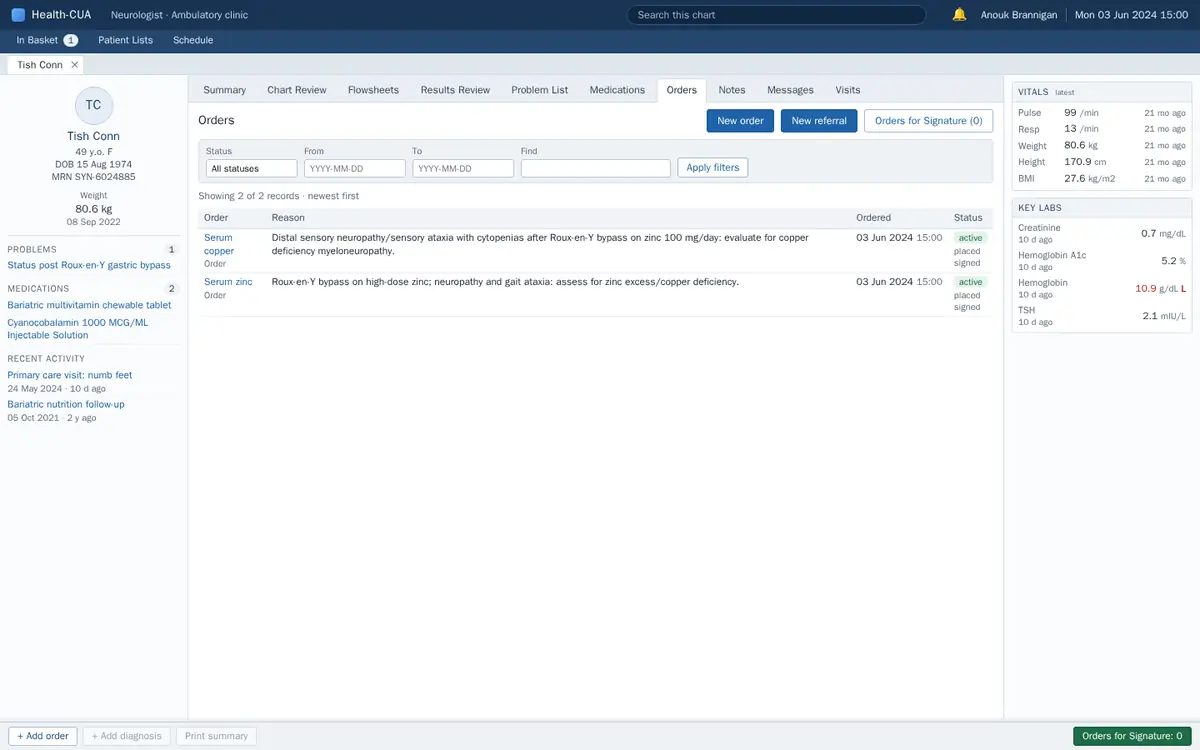 Health-CUA
Neurologist · Ambulatory clinic
Search this chart
Anouk Brannigan
Mon 03 Jun 2024 15:00
In Basket 1
Patient Lists
Schedule
Tish Conn ✕
TC
Tish Conn
49 y.o. F
DOB 15 Aug 1974
MRN SYN-6024885
Weight
80.6 kg
08 Sep 2022
PROBLEMS 1
Status post Roux-en-Y gastric bypass
MEDICATIONS 2
Bariatric multivitamin chewable tablet
Cyanocobalamin 1000 MCG/ML
Injectable Solution
RECENT ACTIVITY
Primary care visit: numb feet
24 May 2024 · 10 d ago
Bariatric nutrition follow-up
05 Oct 2021 · 2 y ago
Summary
Chart Review
Flowsheets
Results Review
Problem List
Medications
Orders
Notes
Messages
Visits
Orders
New order
New referral
Orders for Signature (0)
Status
From
To
Find
All statuses
YYYY-MM-DD
YYYY-MM-DD
Apply filters
Showing 2 of 2 records · newest first
Order Reason Ordered Status
Serum
copper
Order
Distal sensory neuropathy/sensory ataxia with cytopenias after Roux-en-Y bypass on zinc 100 mg/day: evaluate for copper
deficiency myeloneuropathy.
03 Jun 2024 15:00
active
placed
signed
Serum zinc
Order
Roux-en-Y bypass on high-dose zinc; neuropathy and gait ataxia: assess for zinc excess/copper deficiency.
03 Jun 2024 15:00
active
placed
signed
VITALS latest
Pulse 99 /min 21 mo ago
Resp 13 /min 21 mo ago
Weight 80.6 kg 21 mo ago
Height 170.9 cm 21 mo ago
BMI 27.6 kg/m2 21 mo ago
KEY LABS
Creatinine
10 d ago
0.7 mg/dL
Hemoglobin A1c
10 d ago
5.2 %
Hemoglobin
10 d ago
10.9 g/dL L
TSH
10 d ago
2.1 mIU/L
+ Add order
+ Add diagnosis
Print summary
Orders for Signature: 0